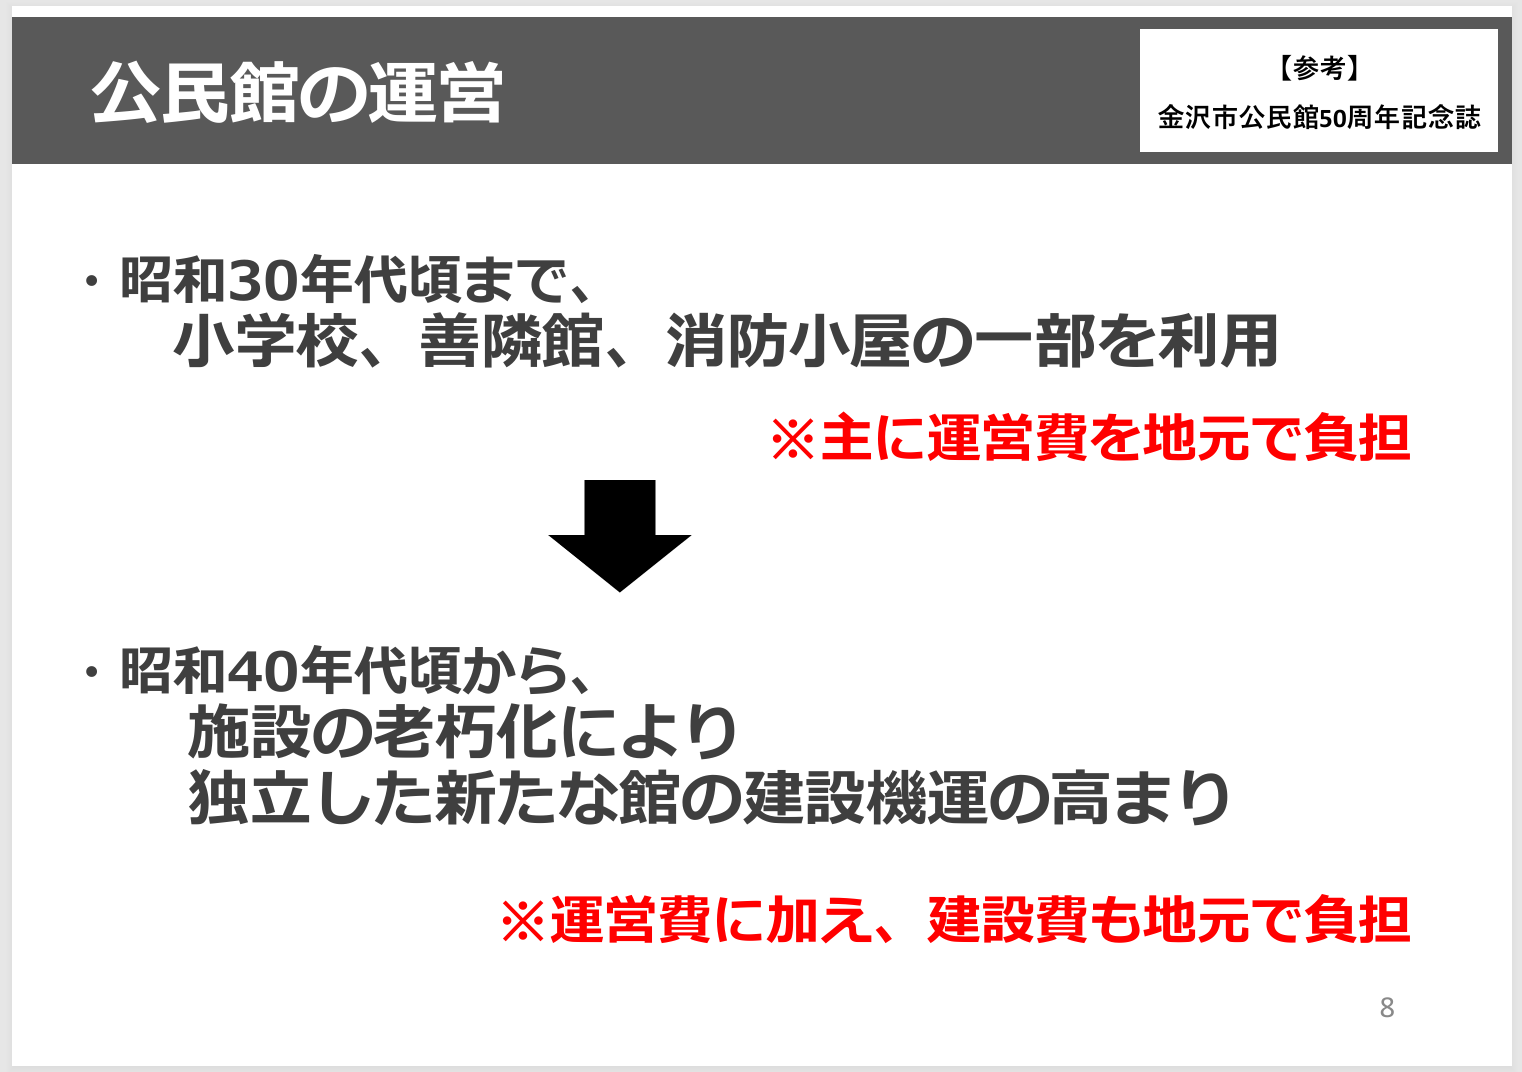 公民館の運営
【参考】
金沢市公民館50周年記念誌
・昭和30年代頃まで、
小学校、善隣館、消防小屋の一部を利用
※主に運営費を地元で負担
・昭和40年代頃から、
施設の老朽化により
独立した新たな館の建設機運の高まり
※運営費に加え、建設費も地元で負担
8